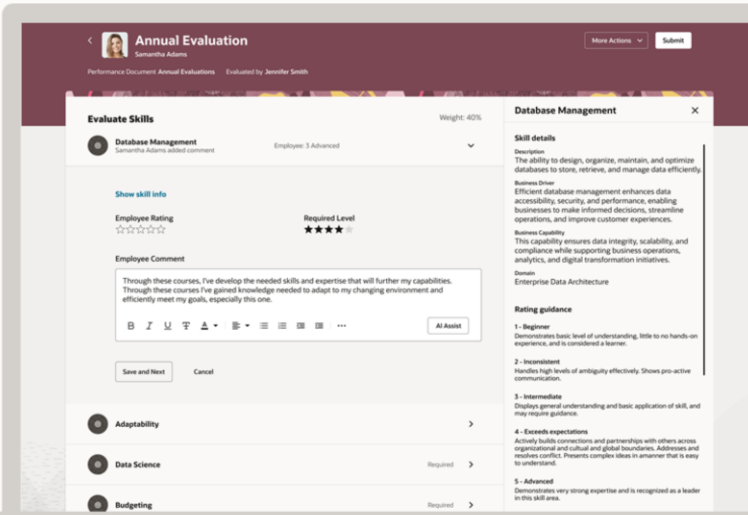 Annual Evaluation
Samantha Adams
More Actions
Submit
Performance Document Annual Evaluations Evaluated by Jennifer Smith
Evaluate Skills
Weight: 40%
Database Management
Samantha Adams added comment
Employee: 3 Advanced
Show skill info
Employee Rating
Required Level
Employee Comment
Through these courses, I've develop the needed skills and expertise that will further my capabilities.
Through these courses I've gained knowledge needed to adapt to my changing environment and
efficiently meet my goals, especially this one.
B I U T A
AI Assist
Save and Next
Cancel
Adaptability
Data Science
Required
Budgeting
Required
Database Management
Skill details
Description
The ability to design, organize, maintain, and optimize
databases to store, retrieve, and manage data efficiently.
Business Driver
Efficient database management enhances data
accessibility, security, and performance, enabling
businesses to make informed decisions, streamline
operations, and improve customer experiences.
Business Capability
This capability ensures data integrity, scalability, and
compliance while supporting business operations,
analytics, and digital transformation initiatives.
Domain
Enterprise Data Architecture
Rating guidance
1 - Beginner
Demonstrates basic level of understanding, little to no hands-on
experience, and is considered a learner.
2 - Inconsistent
Handles high levels of ambiguity effectively. Shows pro-active
communication.
3 - Intermediate
Displays general understanding and basic application of skill, and
may require guidance.
4 - Exceeds expectations
Actively builds connections and partnerships with others across
organizational and cultual and global boundaries. Addresses and
resolves conflict. Presents complex ideas in amanner that is easy
to understand.
5 - Advanced
Demonstrates very strong expertise and is recognized as a leader
in this skill area.